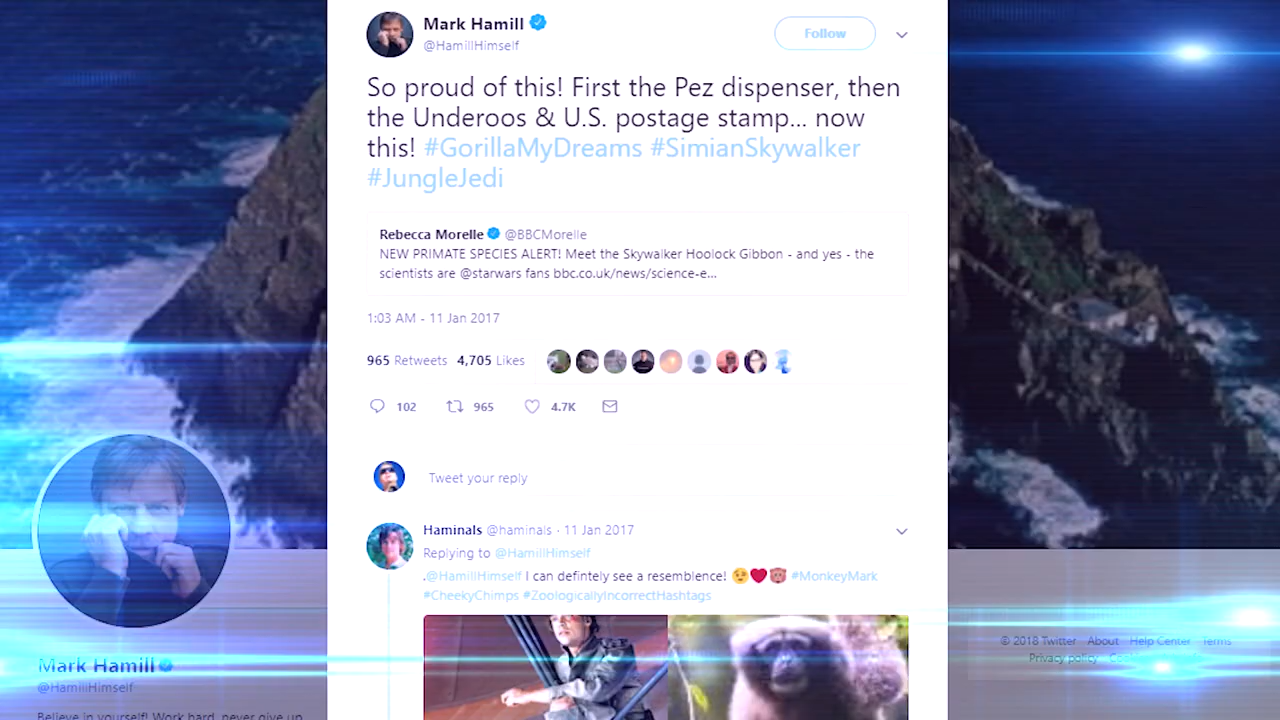 Mark Hamill
@HamillHimself
Follow
So proud of this! First the Pez dispenser, then
the Underoos & U.S. postage stamp... now
this! #GorillaMyDreams #SimianSkywalker
#JungleJedi
Rebecca Morelle @BBCMorelle
NEW PRIMATE SPECIES ALERT! Meet the Skywalker Hoolock Gibbon - and yes - the
scientists are @starwars fans bbc.co.uk/news/science-e...
1:03 AM - 11 Jan 2017
965 Retweets 4,705 Likes
102 965 4.7K
Tweet your reply
Haminals @haminals · 11 Jan 2017
Replying to @HamillHimself
.@HamillHimself I can defintely see a resemblence! 😉❤️🐵 #MonkeyMark
#CheekyChimps #ZoologicallyIncorrectHashtags
Mark Hamill
@HamillHimself
Believe in yourself! Work hard, never give up
© 2018 Twitter About Help Center Terms
Privacy policy